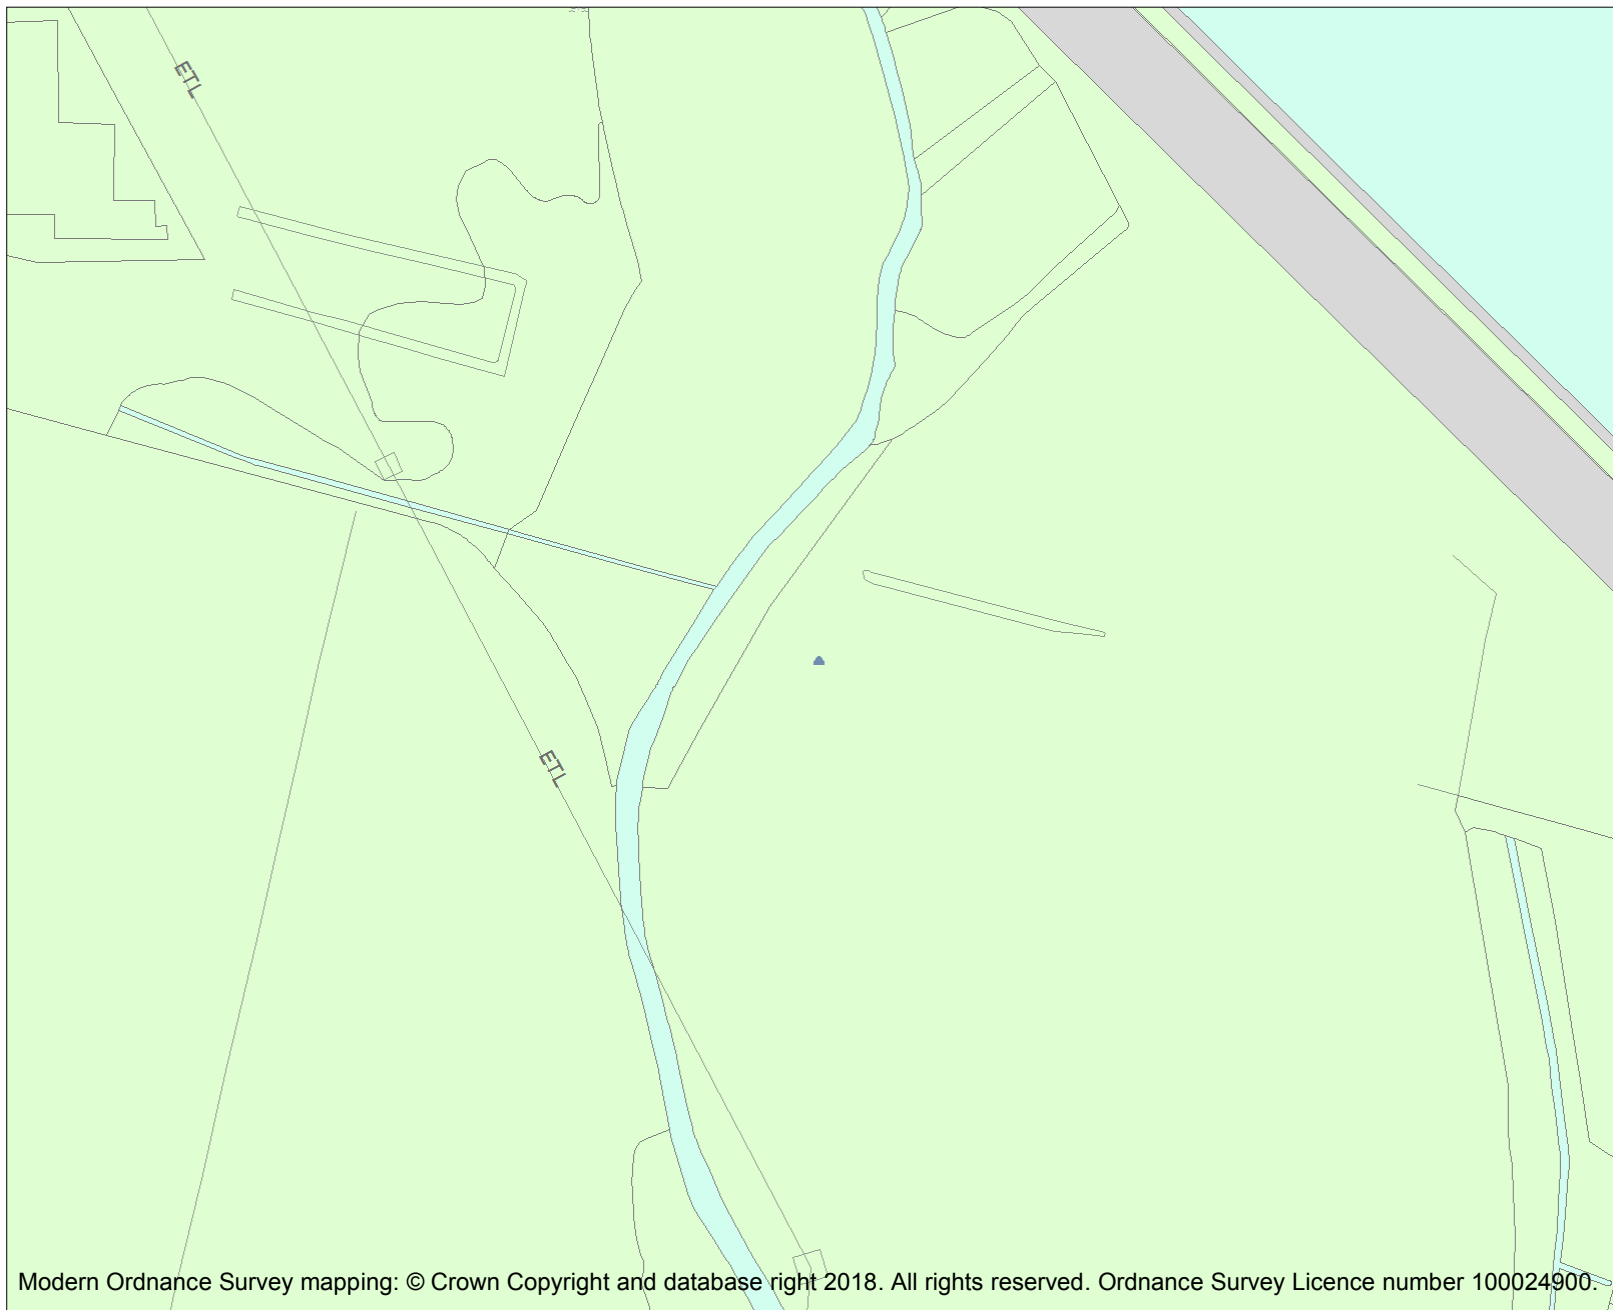 ETL
ETL
Modern Ordnance Survey mapping: © Crown Copyright and database right 2018. All rights reserved. Ordnance Survey Licence number 100024900.